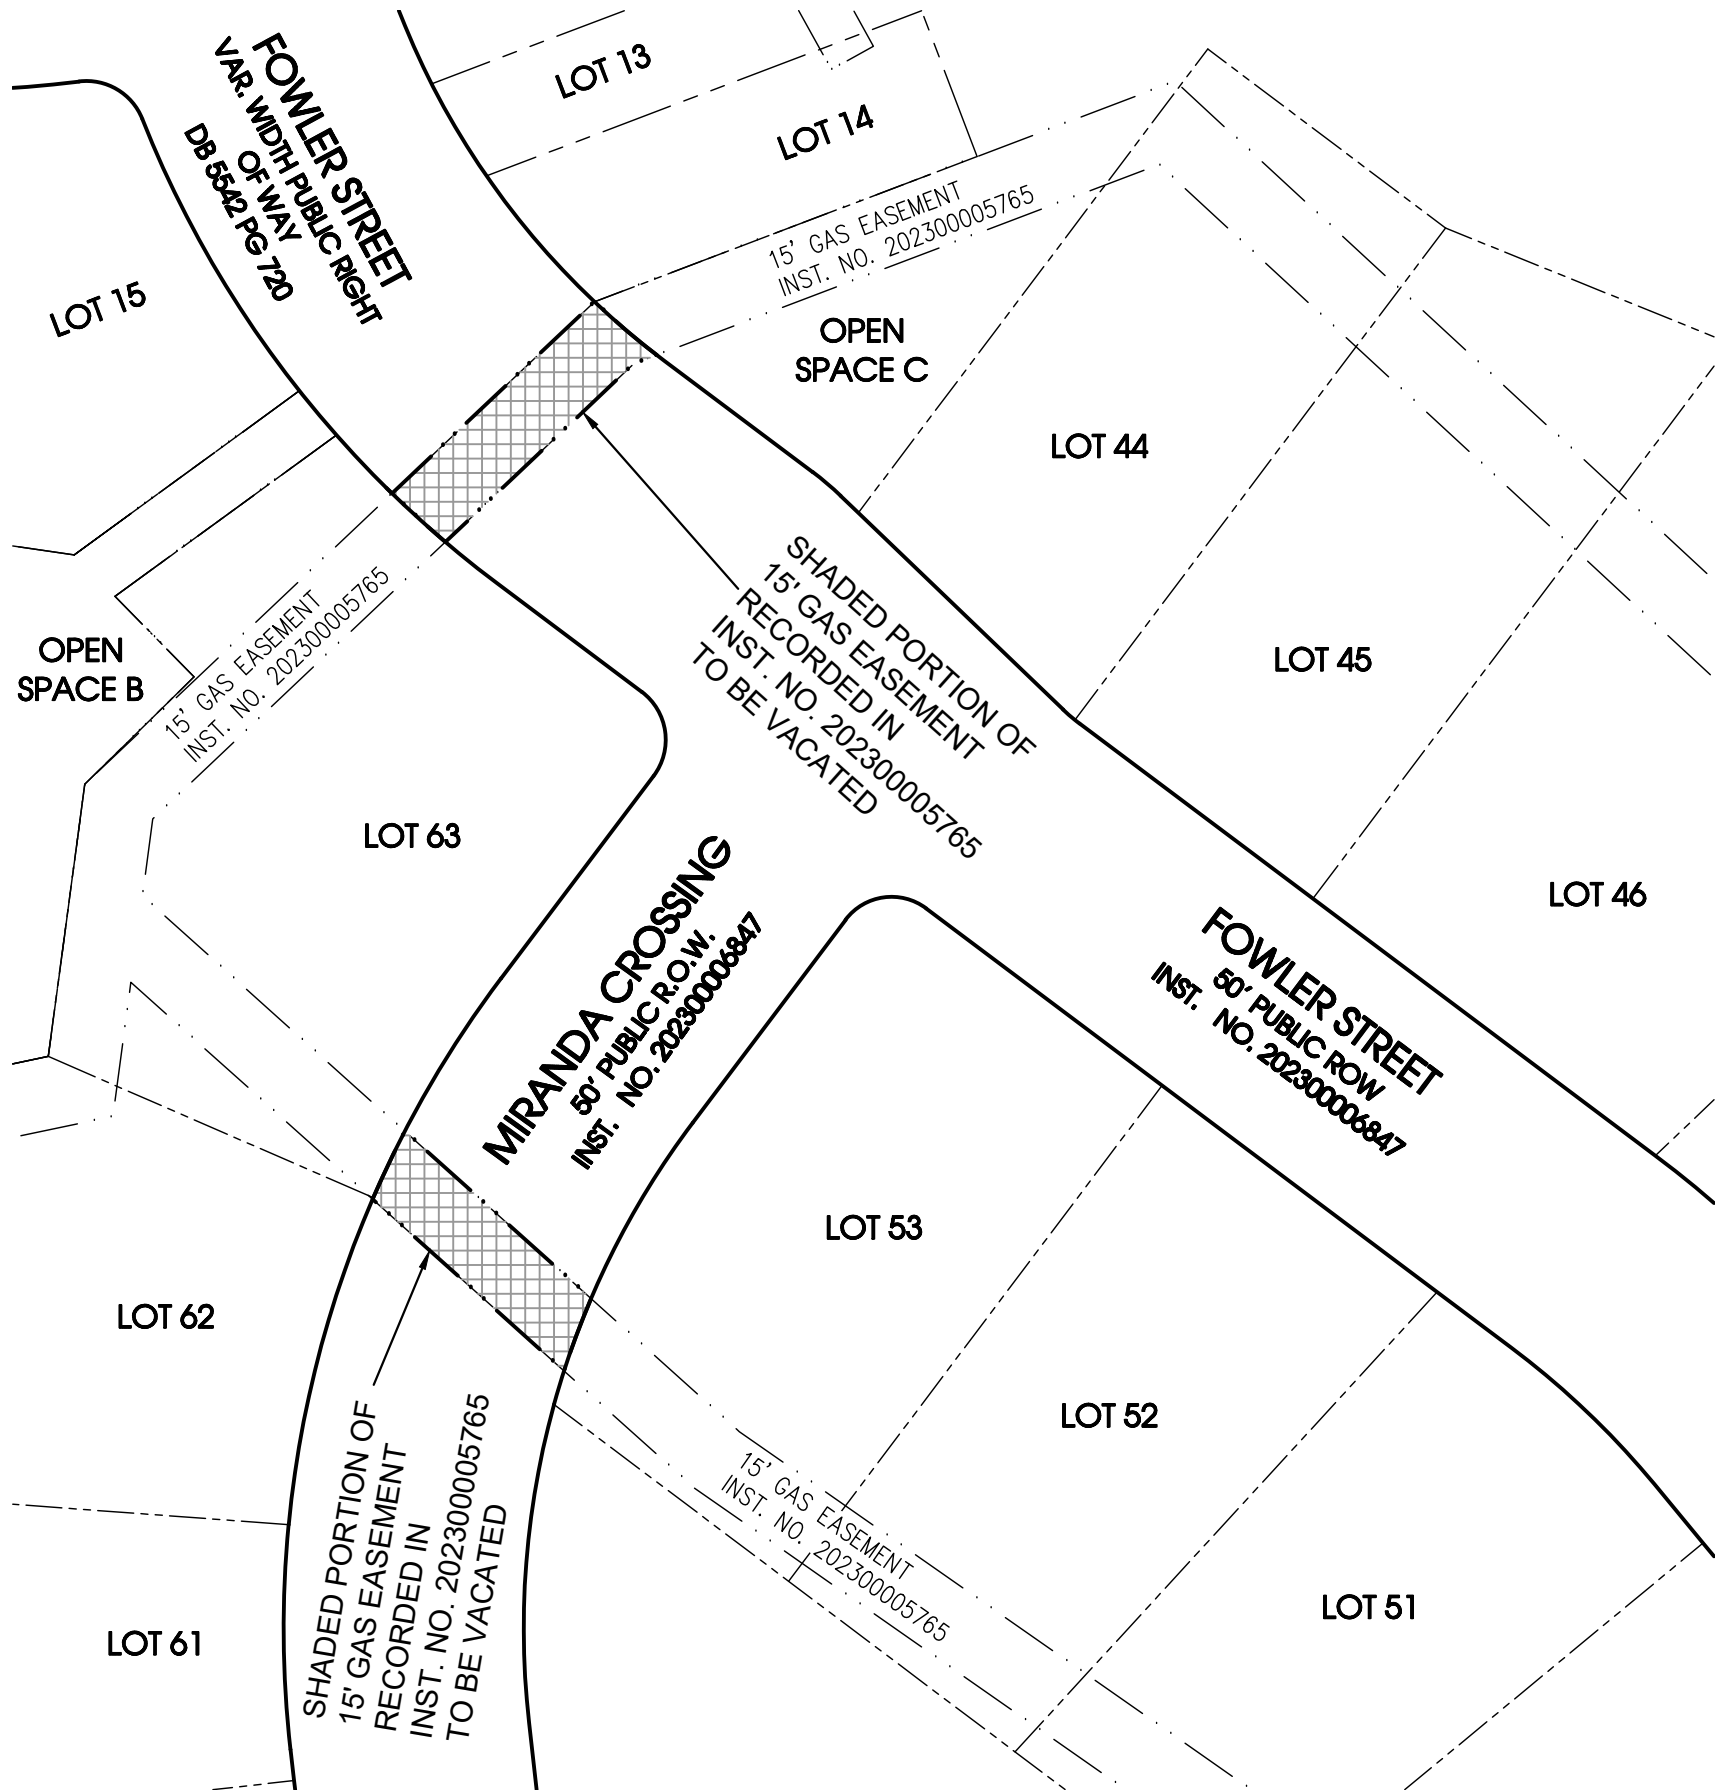 LOT 13
LOT 14
FOWLER STREET
VAR. WIDTH PUBLIC RIGHT
OF WAY
DB 5542 PG 720
15' GAS EASEMENT
INST. NO. 202300005765
LOT 15
OPEN
SPACE C
LOT 44
SHADED PORTION OF
15' GAS EASEMENT
RECORDED IN
INST. NO. 202300005765
TO BE VACATED
15' GAS EASEMENT
INST. NO. 202300005765
OPEN
SPACE B
LOT 45
LOT 63
LOT 46
MIRANDA CROSSING
50' PUBLIC R.O.W.
INST. NO. 202300006847
FOWLER STREET
50' PUBLIC ROW
INST. NO. 202300006847
LOT 53
LOT 62
LOT 52
SHADED PORTION OF
15' GAS EASEMENT
RECORDED IN
INST. NO. 202300005765
TO BE VACATED
15' GAS EASEMENT
INST. NO. 202300005765
LOT 51
LOT 61